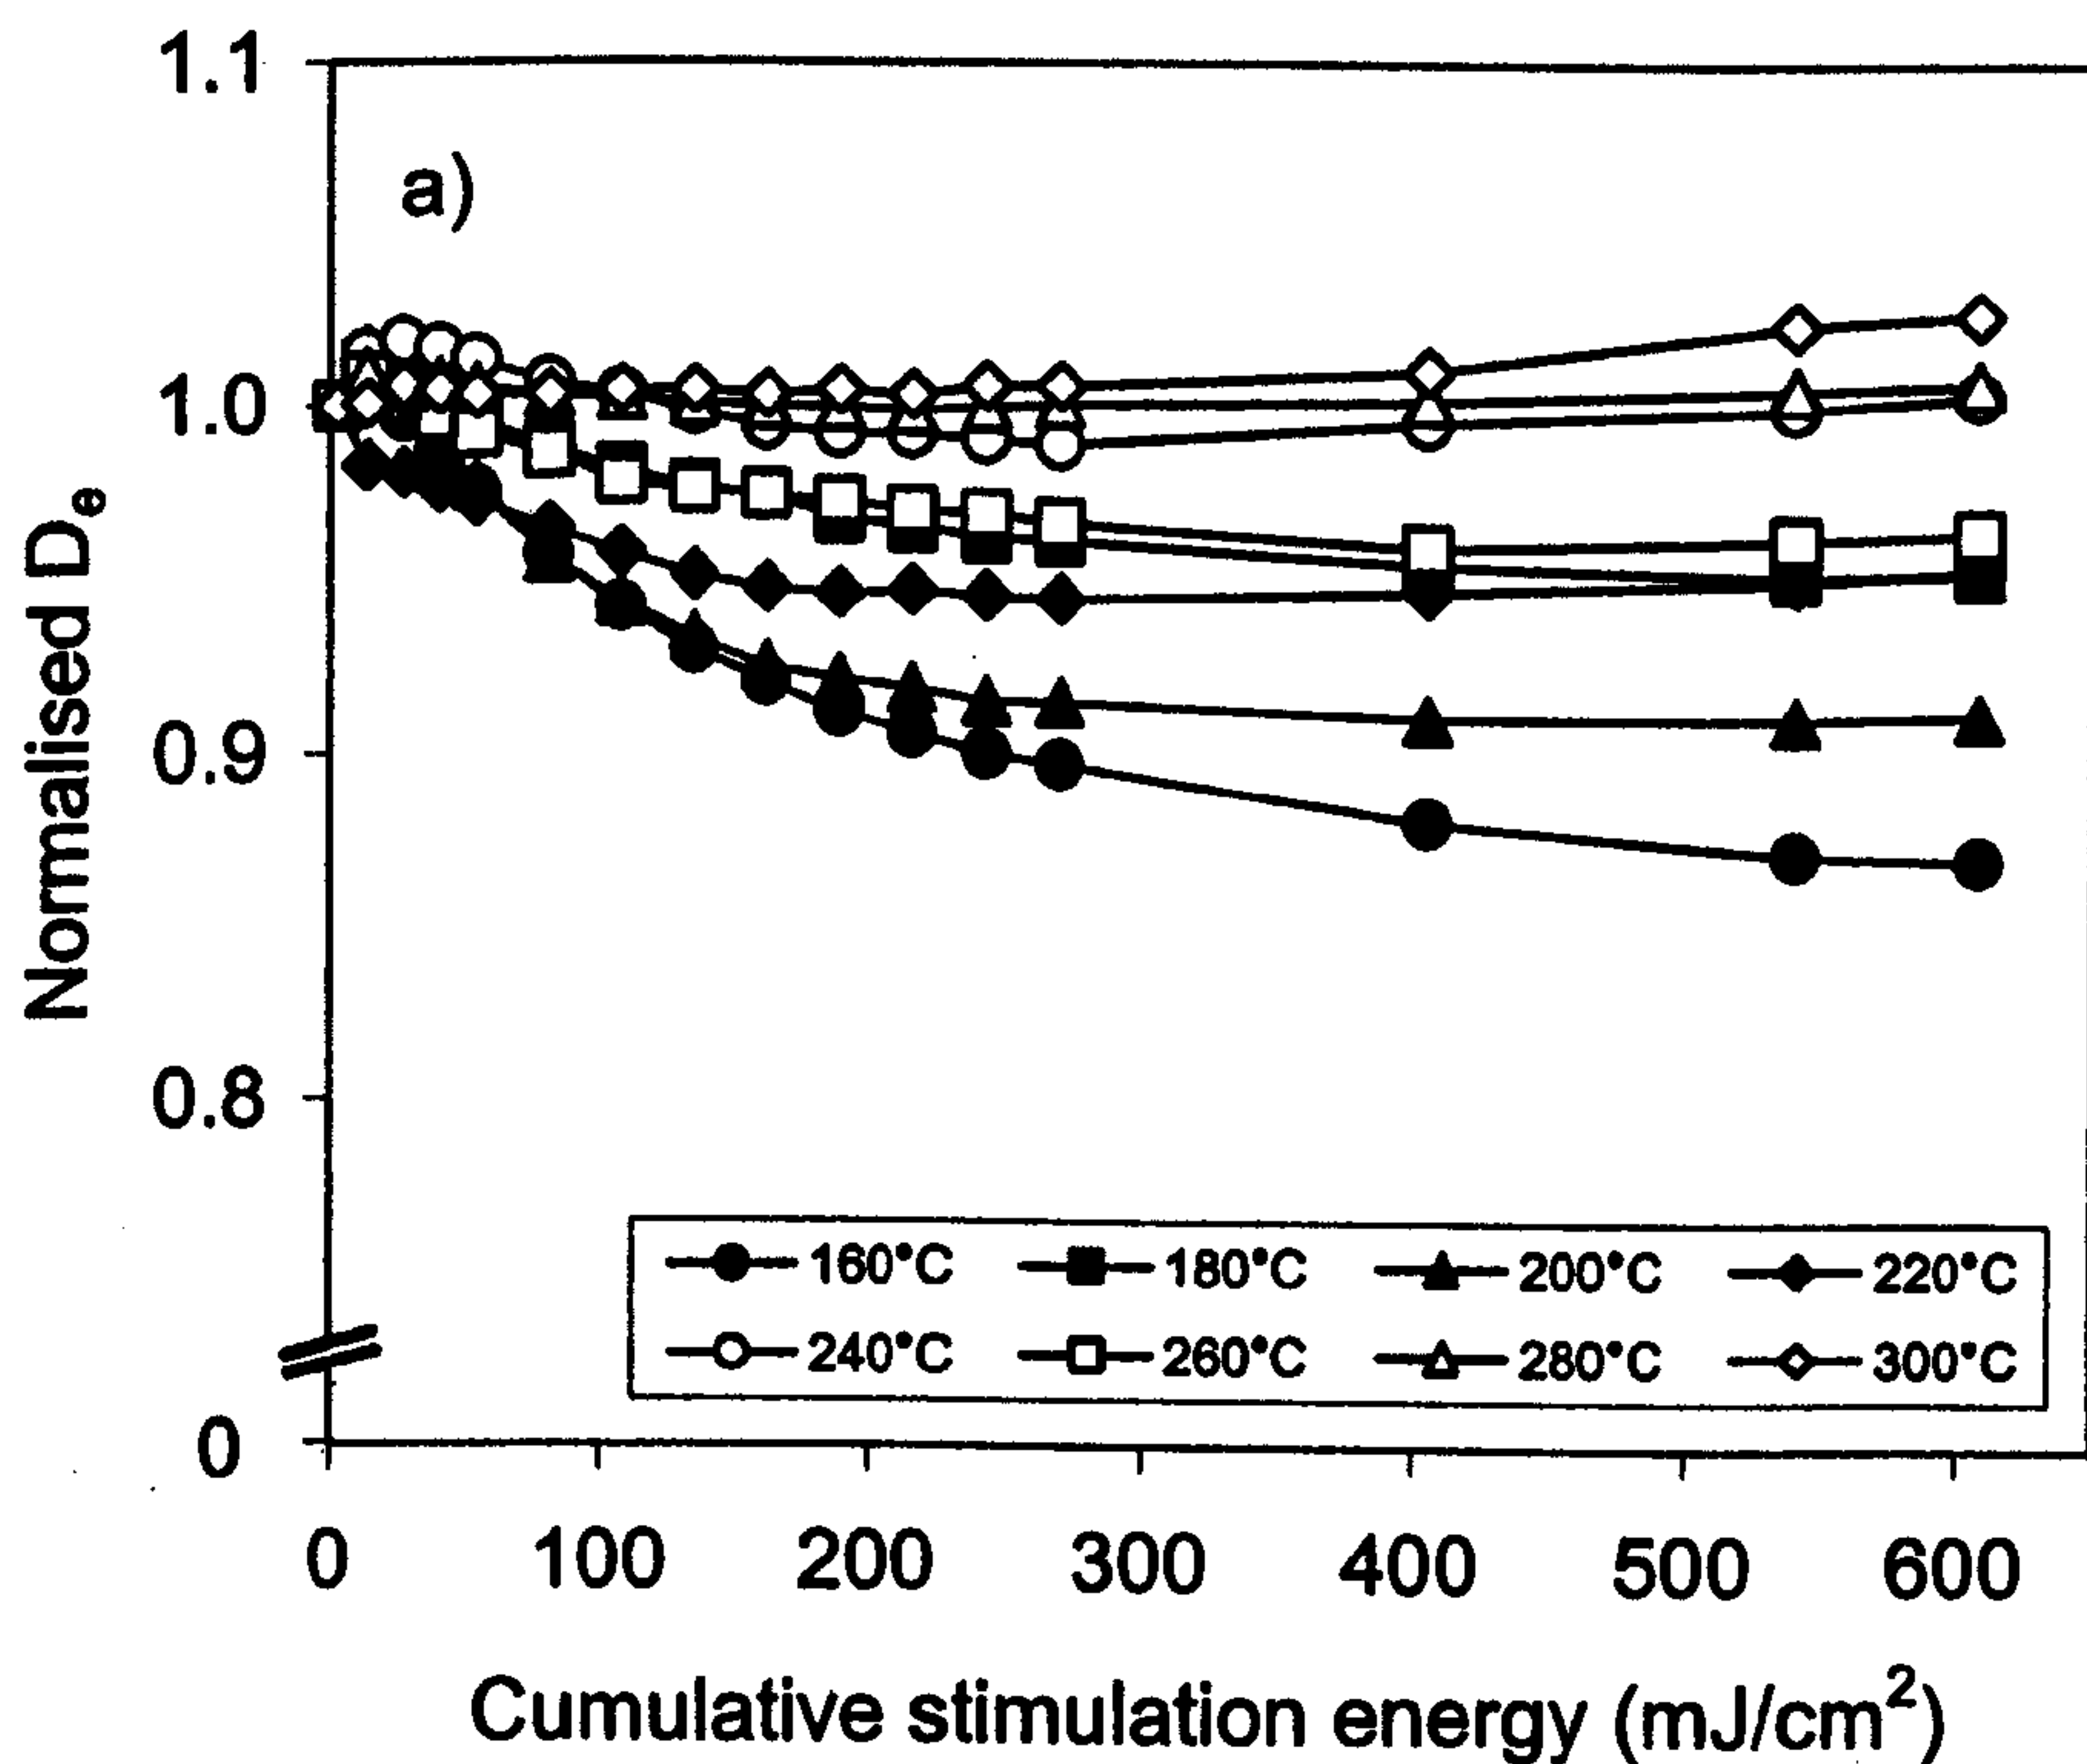 1.1
a)
1.0
0.9
0.8
0
Normalised Dₑ
160°C 180°C 200°C 220°C
240°C 260°C 280°C 300°C
0 100 200 300 400 500 600
Cumulative stimulation energy (mJ/cm²)